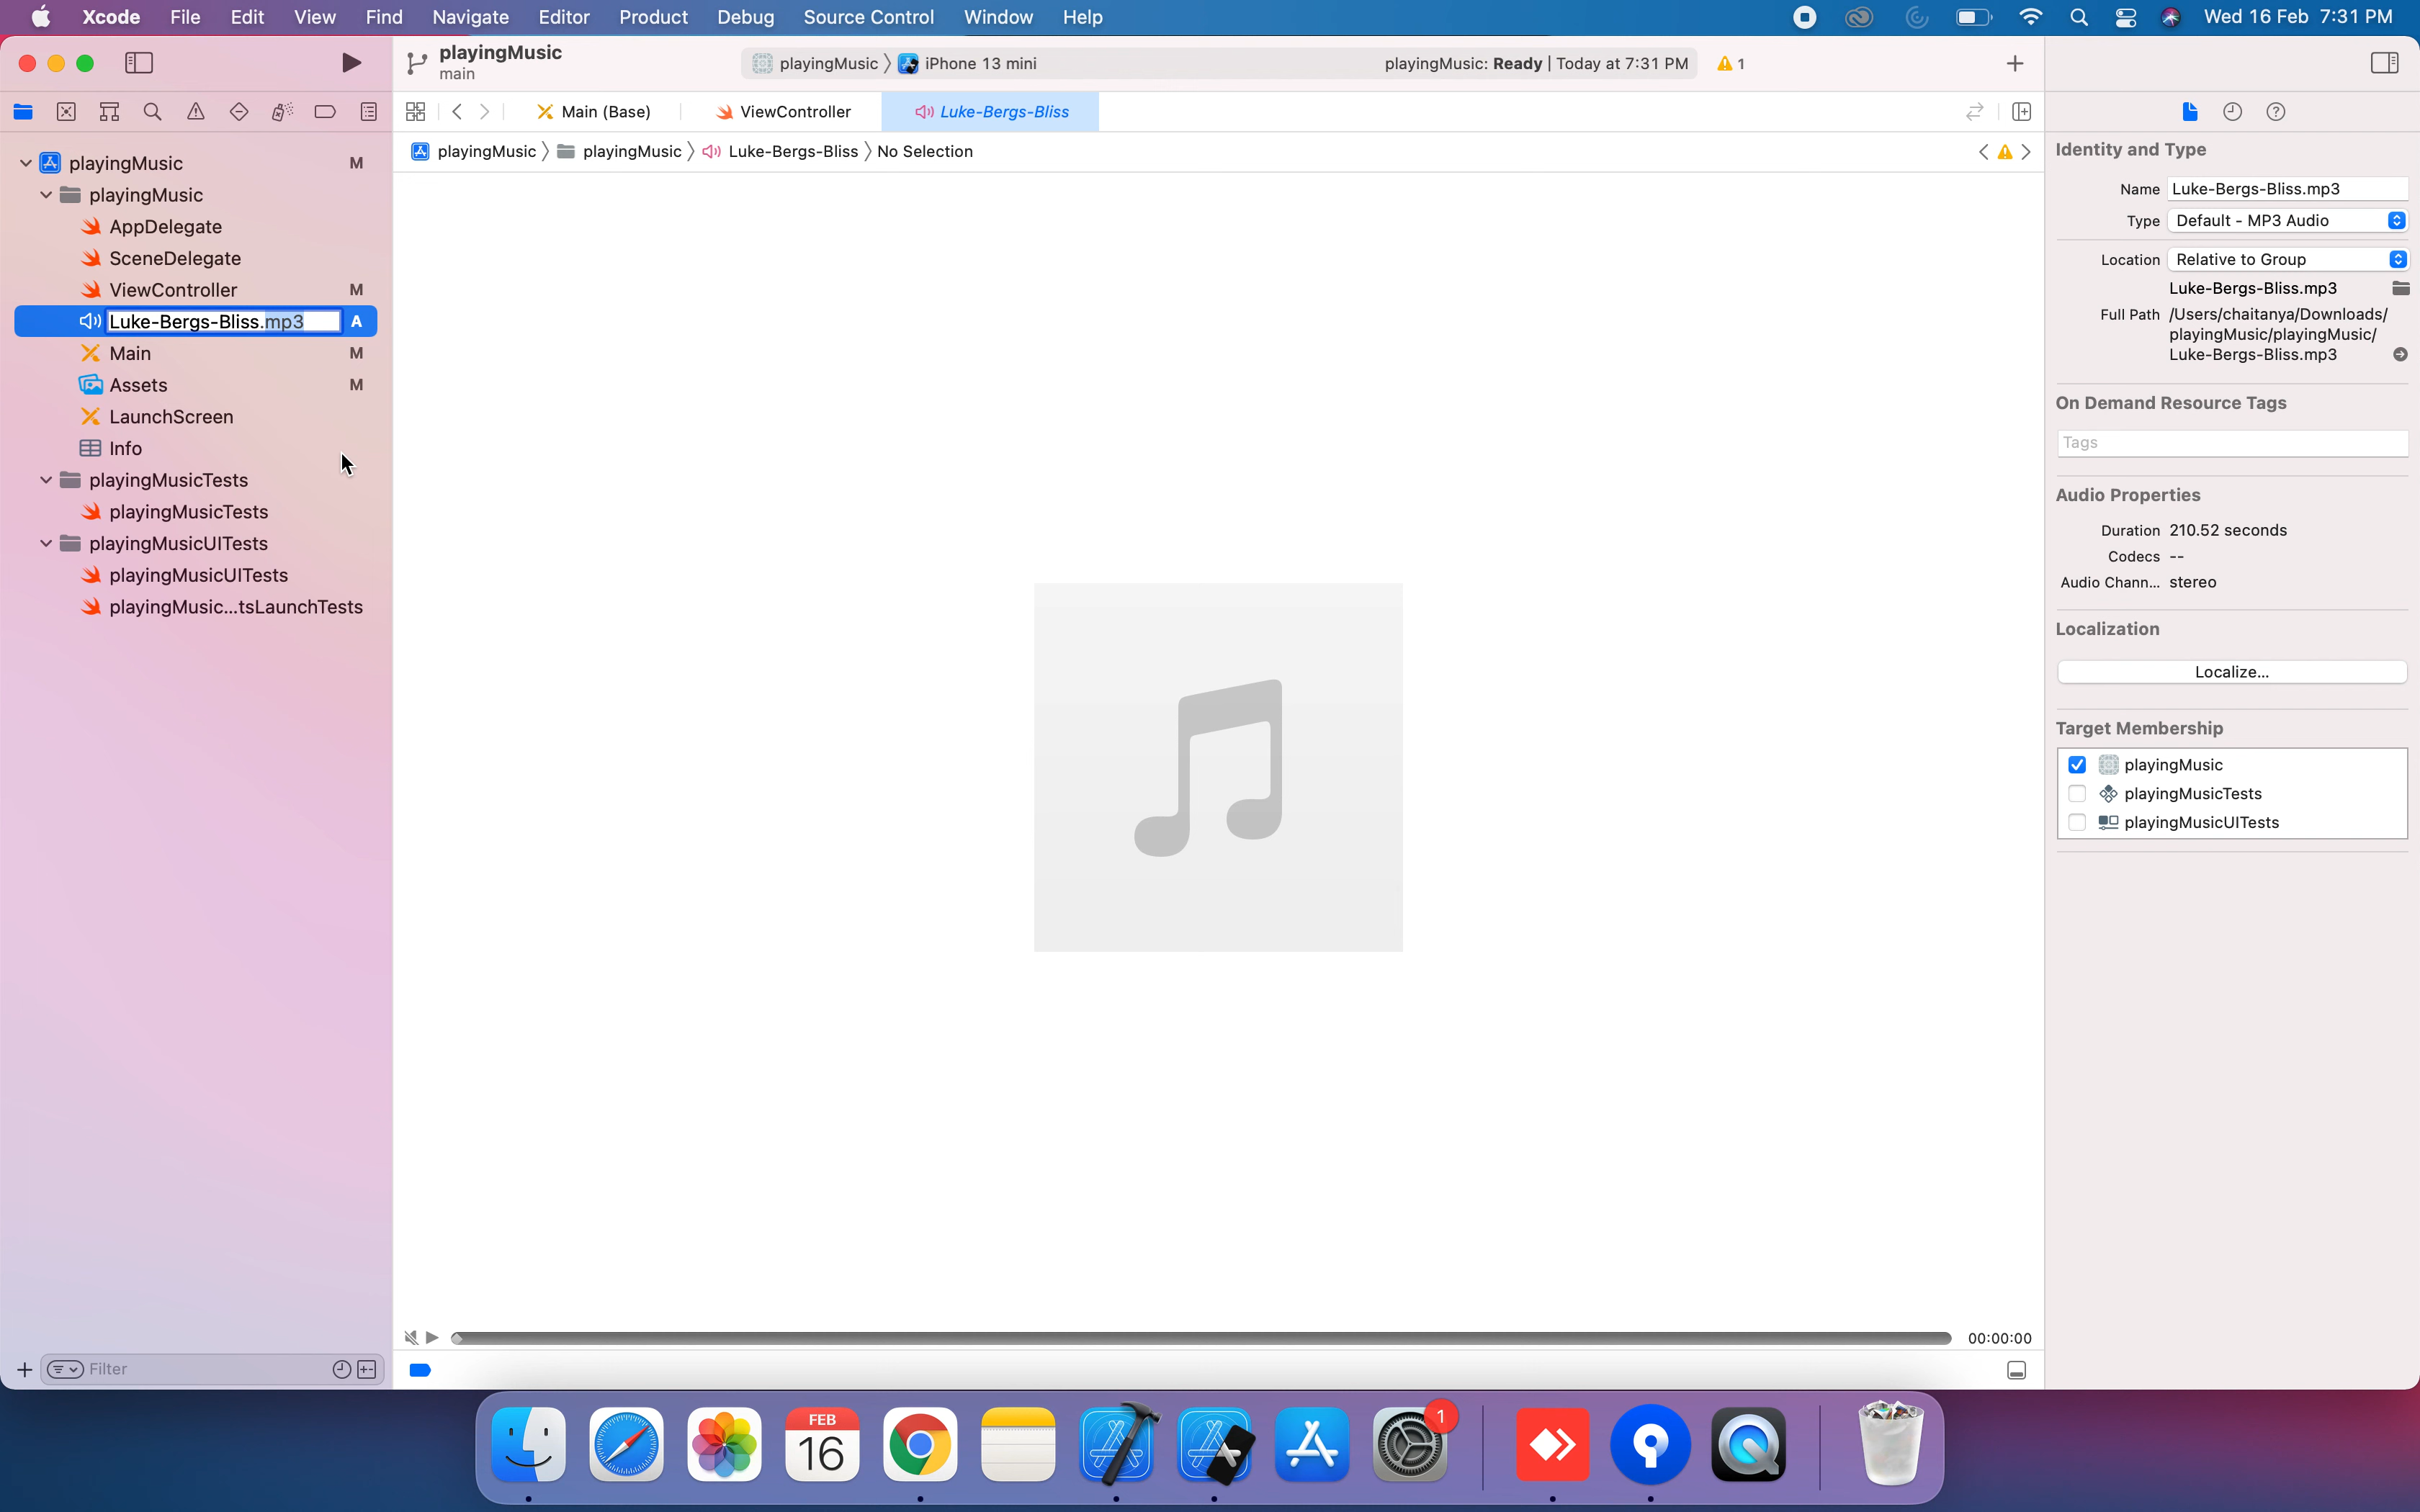 Xcode File Edit View Find Navigate Editor Product Debug Source Control Window Help Wed 16 Feb 7:31 PM
playingMusic
main
playingMusic iPhone 13 mini playingMusic: Ready | Today at 7:31 PM 1
Main (Base) ViewController Luke-Bergs-Bliss
playingMusic playingMusic Luke-Bergs-Bliss No Selection
playingMusic M
playingMusic
AppDelegate
SceneDelegate
ViewController M
Luke-Bergs-Bliss.mp3 A
Main M
Assets M
LaunchScreen
Info
playingMusicTests
playingMusicTests
playingMusicUITests
playingMusicUITests
playingMusic...tsLaunchTests
Filter
00:00:00
Identity and Type
Name Luke-Bergs-Bliss.mp3
Type Default - MP3 Audio
Location Relative to Group
Luke-Bergs-Bliss.mp3
Full Path /Users/chaitanya/Downloads/
playingMusic/playingMusic/
Luke-Bergs-Bliss.mp3
On Demand Resource Tags
Tags
Audio Properties
Duration 210.52 seconds
Codecs --
Audio Chann... stereo
Localization
Localize...
Target Membership
playingMusic
playingMusicTests
playingMusicUITests
FEB
16
1